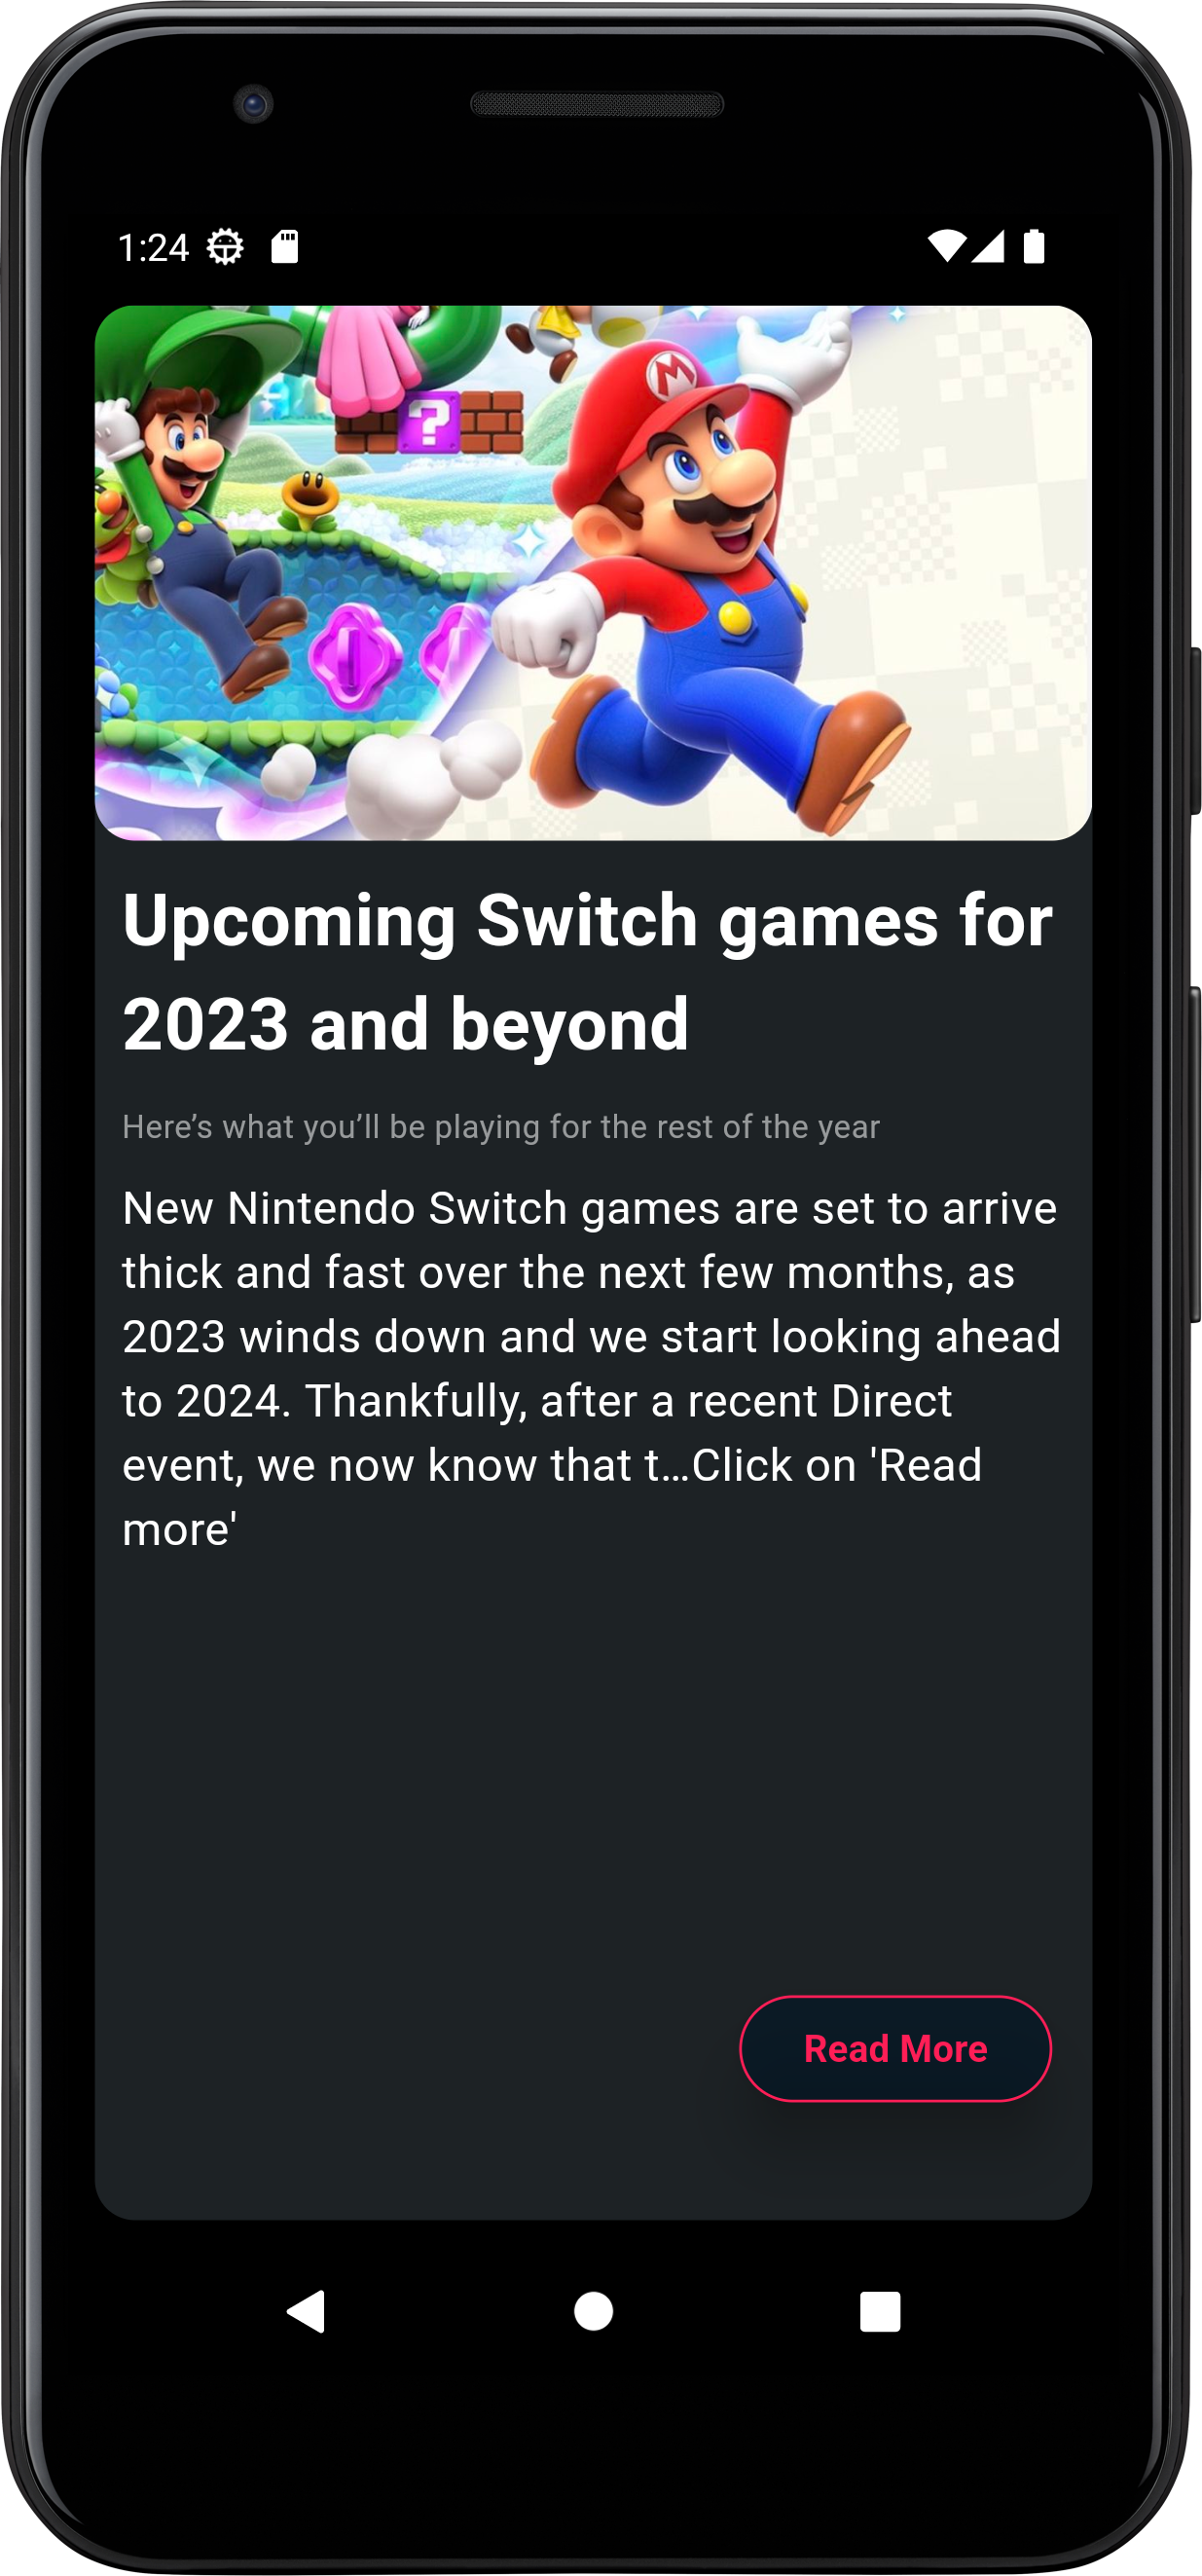 1:24
?
M
Upcoming Switch games for
2023 and beyond
Here’s what you’ll be playing for the rest of the year
New Nintendo Switch games are set to arrive
thick and fast over the next few months, as
2023 winds down and we start looking ahead
to 2024. Thankfully, after a recent Direct
event, we now know that t…Click on 'Read
more'
Read More